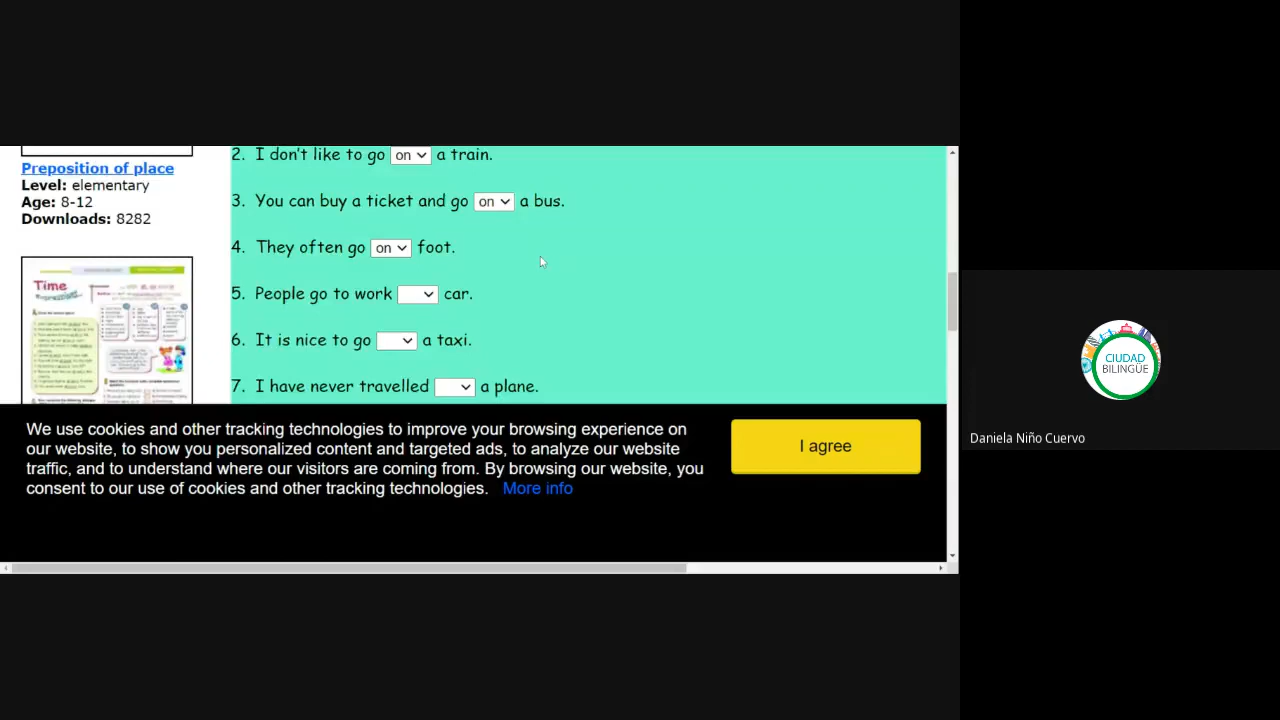 2. I don't like to go on a train.
Preposition of place
Level: elementary
Age: 8-12
Downloads: 8282
3. You can buy a ticket and go on a bus.
4. They often go on foot.
5. People go to work car.
6. It is nice to go a taxi.
7. I have never travelled a plane.
Time
We use cookies and other tracking technologies to improve your browsing experience on
our website, to show you personalized content and targeted ads, to analyze our website
traffic, and to understand where our visitors are coming from. By browsing our website, you
consent to our use of cookies and other tracking technologies. More info
I agree
CIUDAD
BILINGÜE
Daniela Niño Cuervo